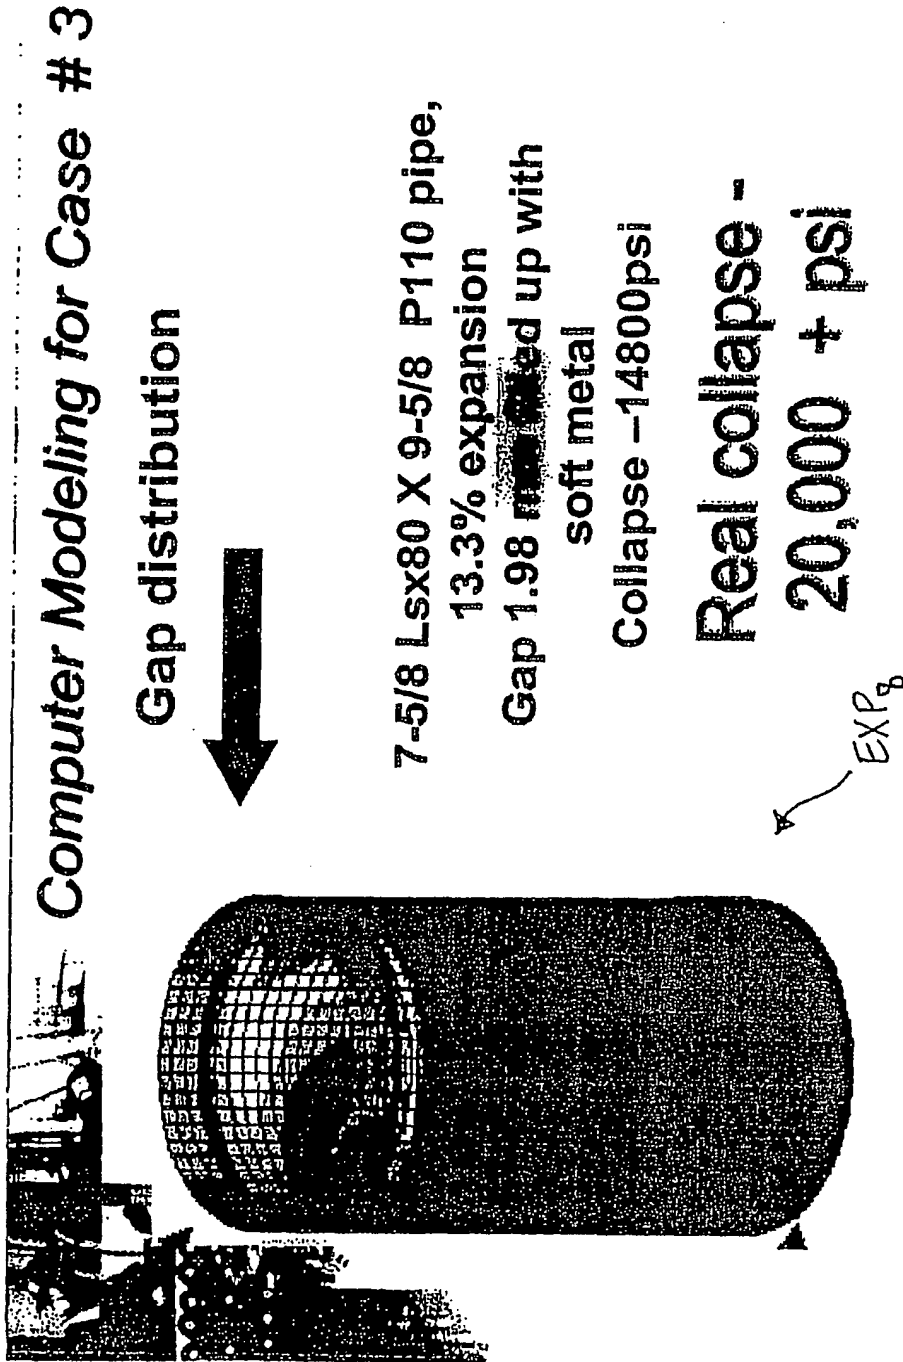 Computer Modeling for Case # 3
Gap distribution
7-5/8 Lsx80 X 9-5/8 P110 pipe,
13.3% expansion
Gap 1.98 up with
soft metal
Collapse –14800psi
Real collapse -
20,000 + psi
EXP8